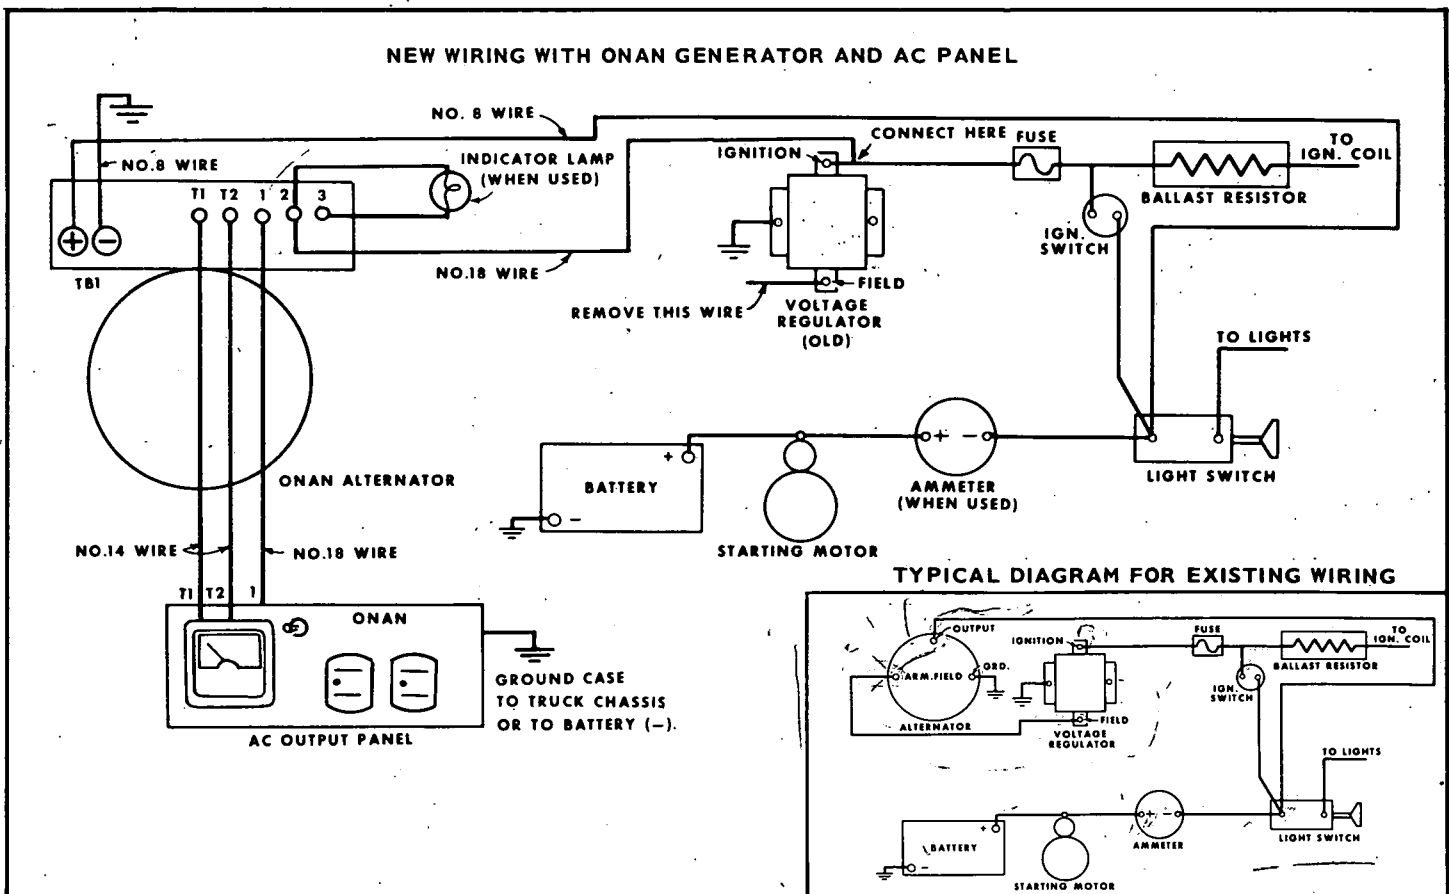 NEW WIRING WITH ONAN GENERATOR AND AC PANEL
NO. 8 WIRE
CONNECT HERE
FUSE
TO
IGN. COIL
IGNITION
NO.8 WIRE
INDICATOR LAMP
(WHEN USED)
T1 T2 1 2 3
BALLAST RESISTOR
IGN.
SWITCH
+ −
TB1
NO.18 WIRE
FIELD
REMOVE THIS WIRE
VOLTAGE
REGULATOR
(OLD)
TO LIGHTS
+ −
LIGHT SWITCH
+
BATTERY
−
AMMETER
(WHEN USED)
ONAN ALTERNATOR
STARTING MOTOR
NO.14 WIRE
NO.18 WIRE
T1 T2 1
ONAN
GROUND CASE
TO TRUCK CHASSIS
OR TO BATTERY (−).
AC OUTPUT PANEL
TYPICAL DIAGRAM FOR EXISTING WIRING
OUTPUT
IGNITION
FUSE
TO
IGN. COIL
GRD.
ARM.FIELD
BALLAST RESISTOR
IGN.
SWITCH
FIELD
ALTERNATOR
VOLTAGE
REGULATOR
TO LIGHTS
+ −
LIGHT SWITCH
+
BATTERY
−
AMMETER
STARTING MOTOR